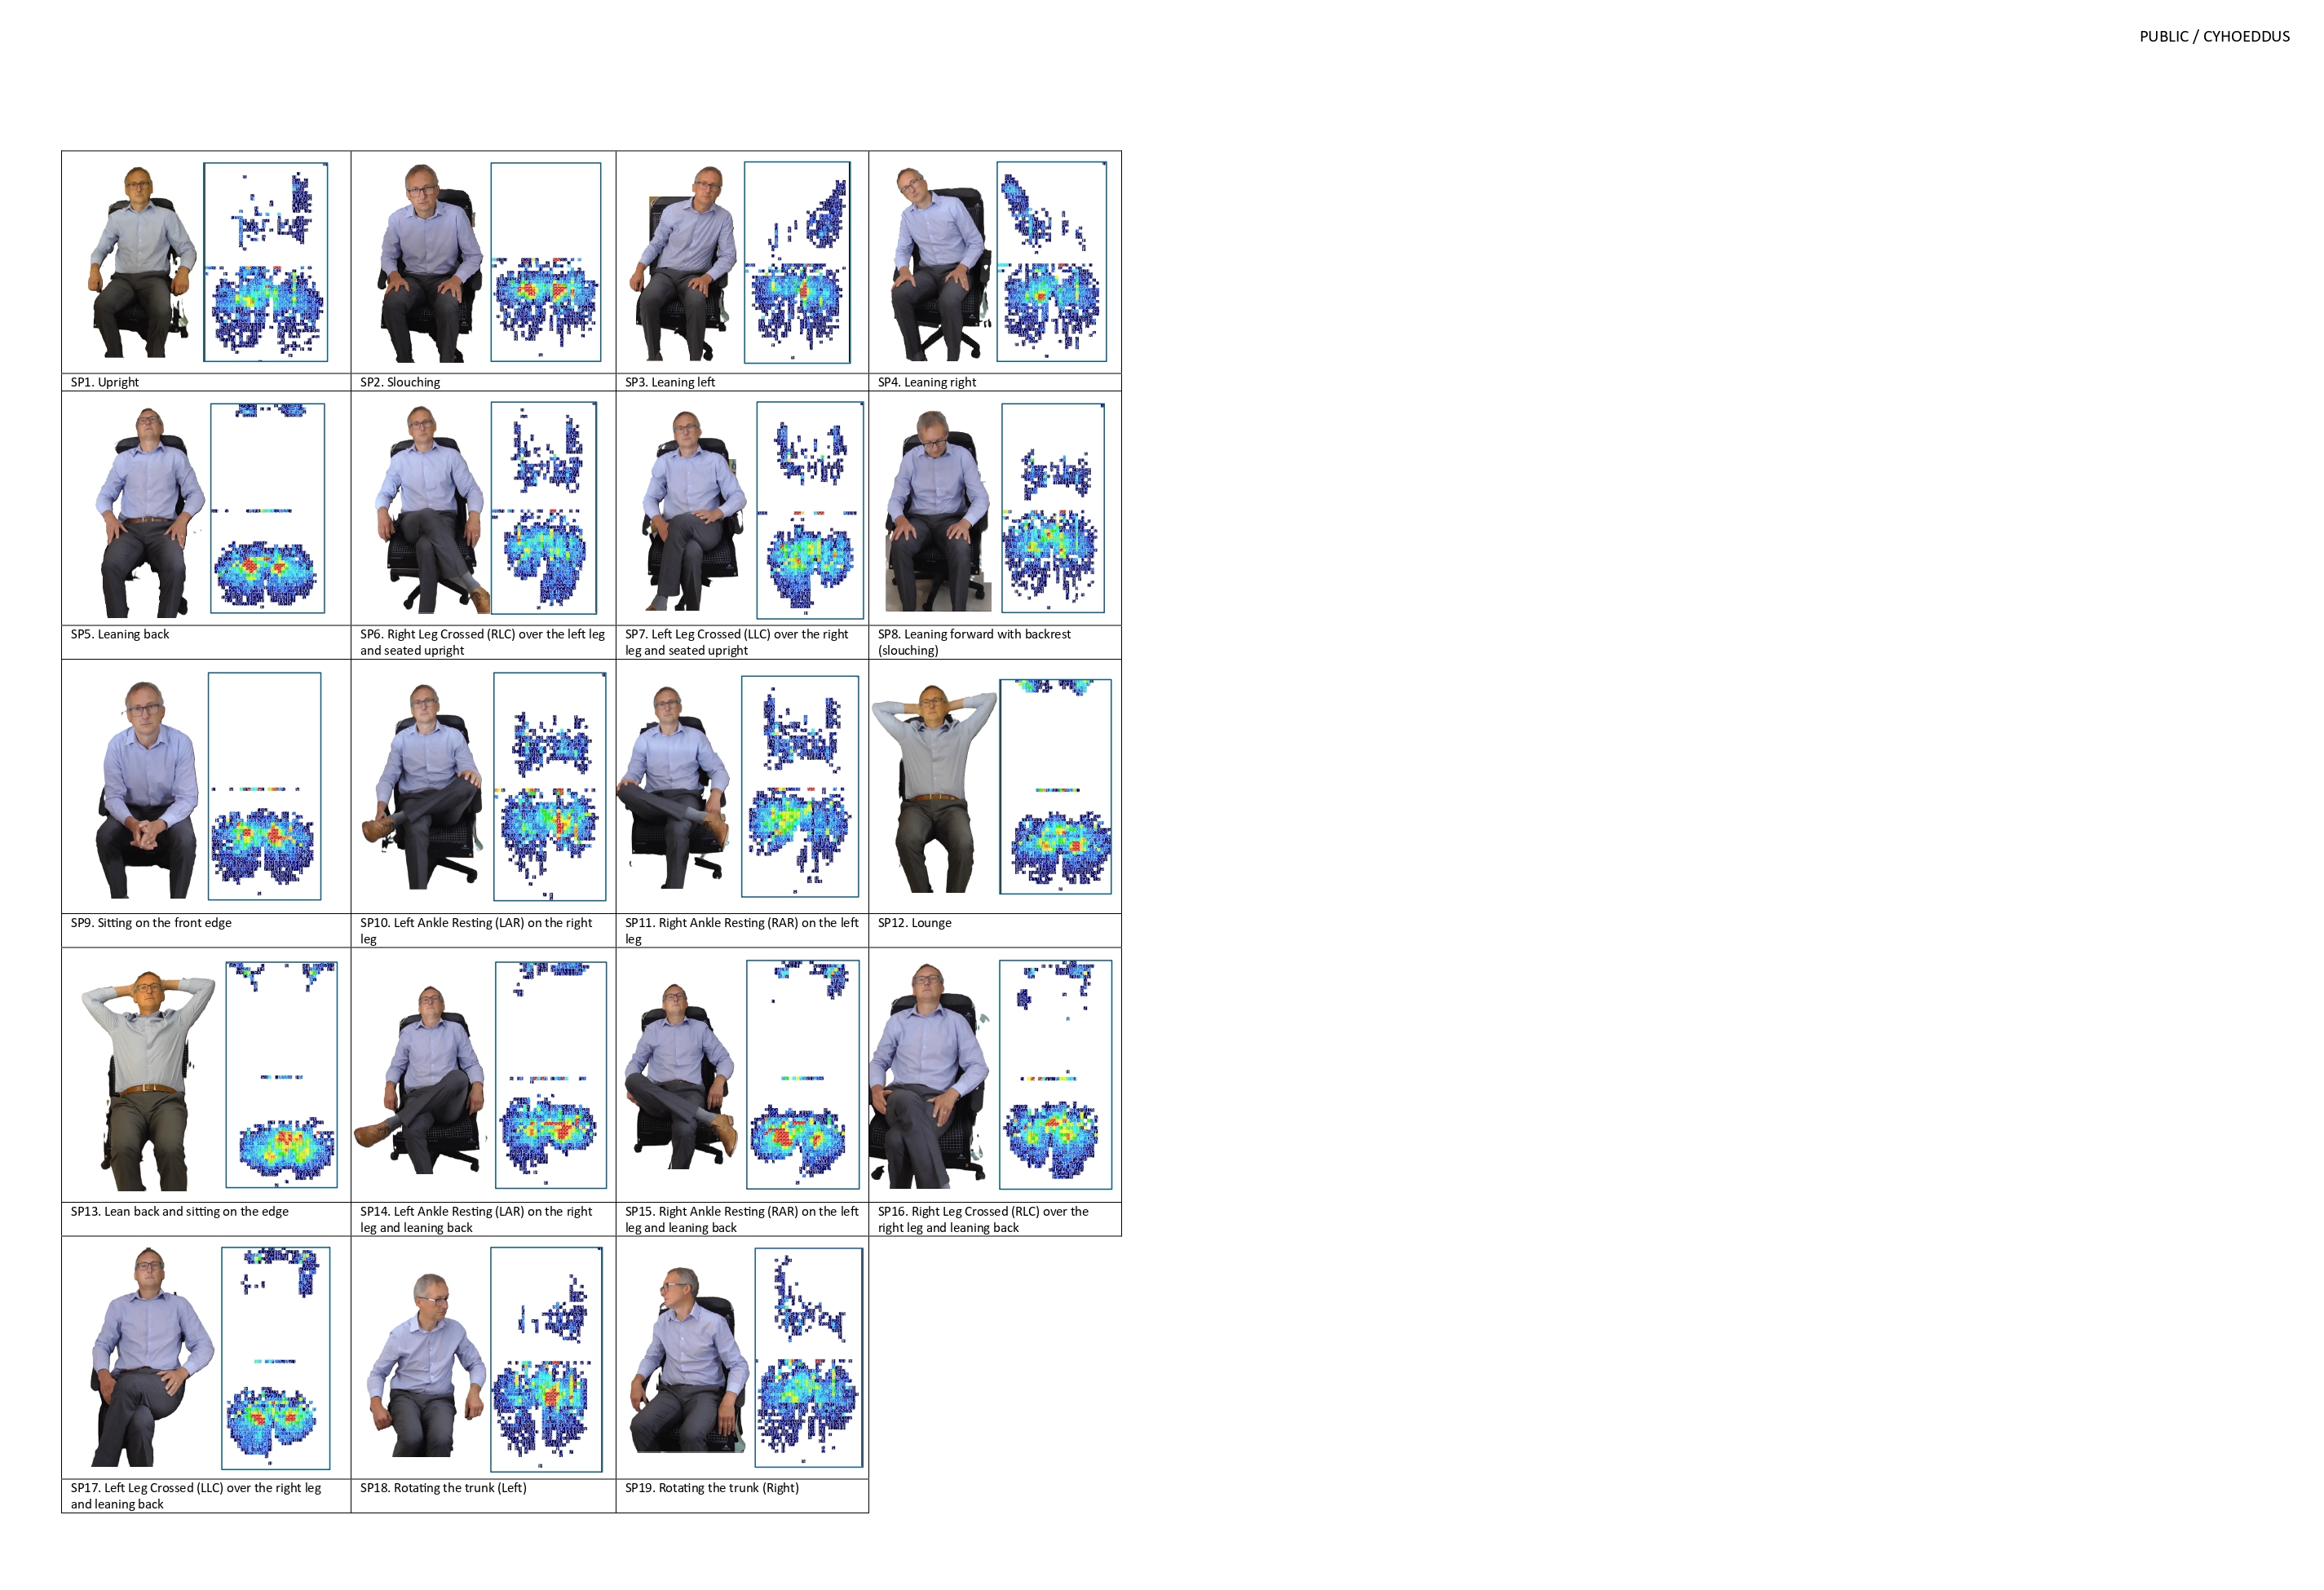 PUBLIC / CYHOEDDUS
SP1. Upright
SP2. Slouching
SP3. Leaning left
SP4. Leaning right
SP5. Leaning back
SP6. Right Leg Crossed (RLC) over the left leg
and seated upright
SP7. Left Leg Crossed (LLC) over the right
leg and seated upright
SP8. Leaning forward with backrest
(slouching)
SP9. Sitting on the front edge
SP10. Left Ankle Resting (LAR) on the right
leg
SP11. Right Ankle Resting (RAR) on the left
leg
SP12. Lounge
SP13. Lean back and sitting on the edge
SP14. Left Ankle Resting (LAR) on the right
leg and leaning back
SP15. Right Ankle Resting (RAR) on the left
leg and leaning back
SP16. Right Leg Crossed (RLC) over the
right leg and leaning back
SP17. Left Leg Crossed (LLC) over the right leg
and leaning back
SP18. Rotating the trunk (Left)
SP19. Rotating the trunk (Right)